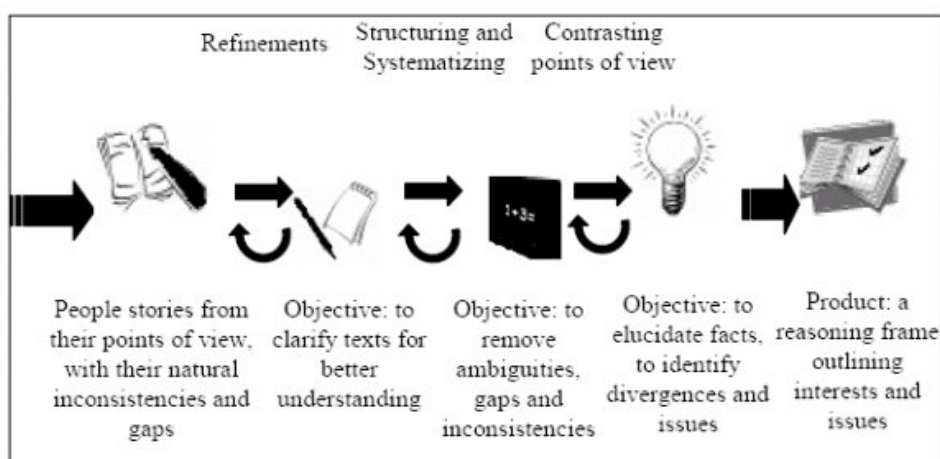 Refinements
Structuring and
Systematizing
Contrasting
points of view
1+3=
People stories from
their points of view,
with their natural
inconsistencies and
gaps
Objective: to
clarify texts for
better
understanding
Objective: to
remove
ambiguities,
gaps and
inconsistencies
Objective: to
elucidate facts,
to identify
divergences and
issues
Product: a
reasoning frame
outlining
interests and
issues